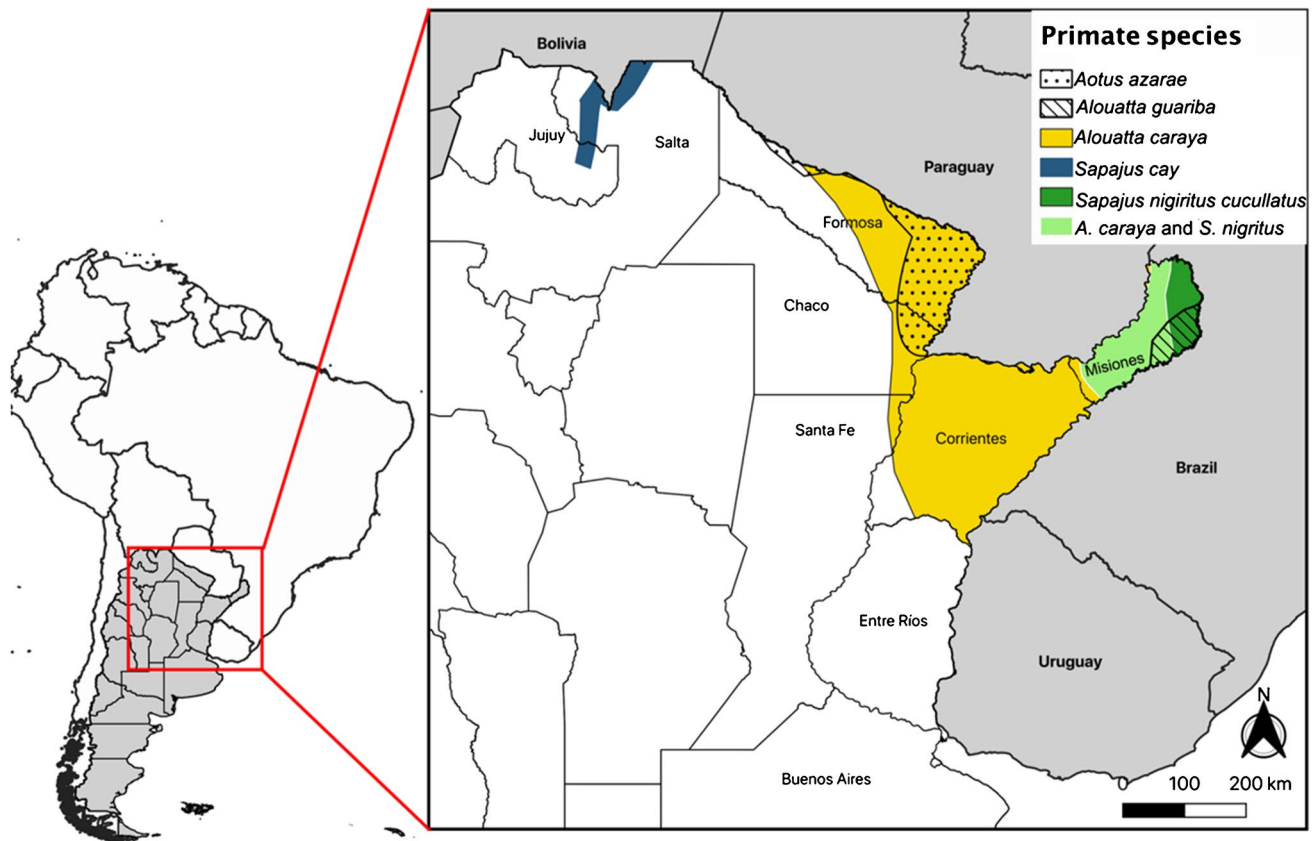 Primate species
Aotus azarae
Alouatta guariba
Alouatta caraya
Sapajus cay
Sapajus nigiritus cucullatus
A. caraya and S. nigritus
Bolivia
Jujuy
Salta
Paraguay
Formosa
Chaco
Misiones
Santa Fe
Corrientes
Brazil
Entre Ríos
Uruguay
Buenos Aires
N
0 100 200 km